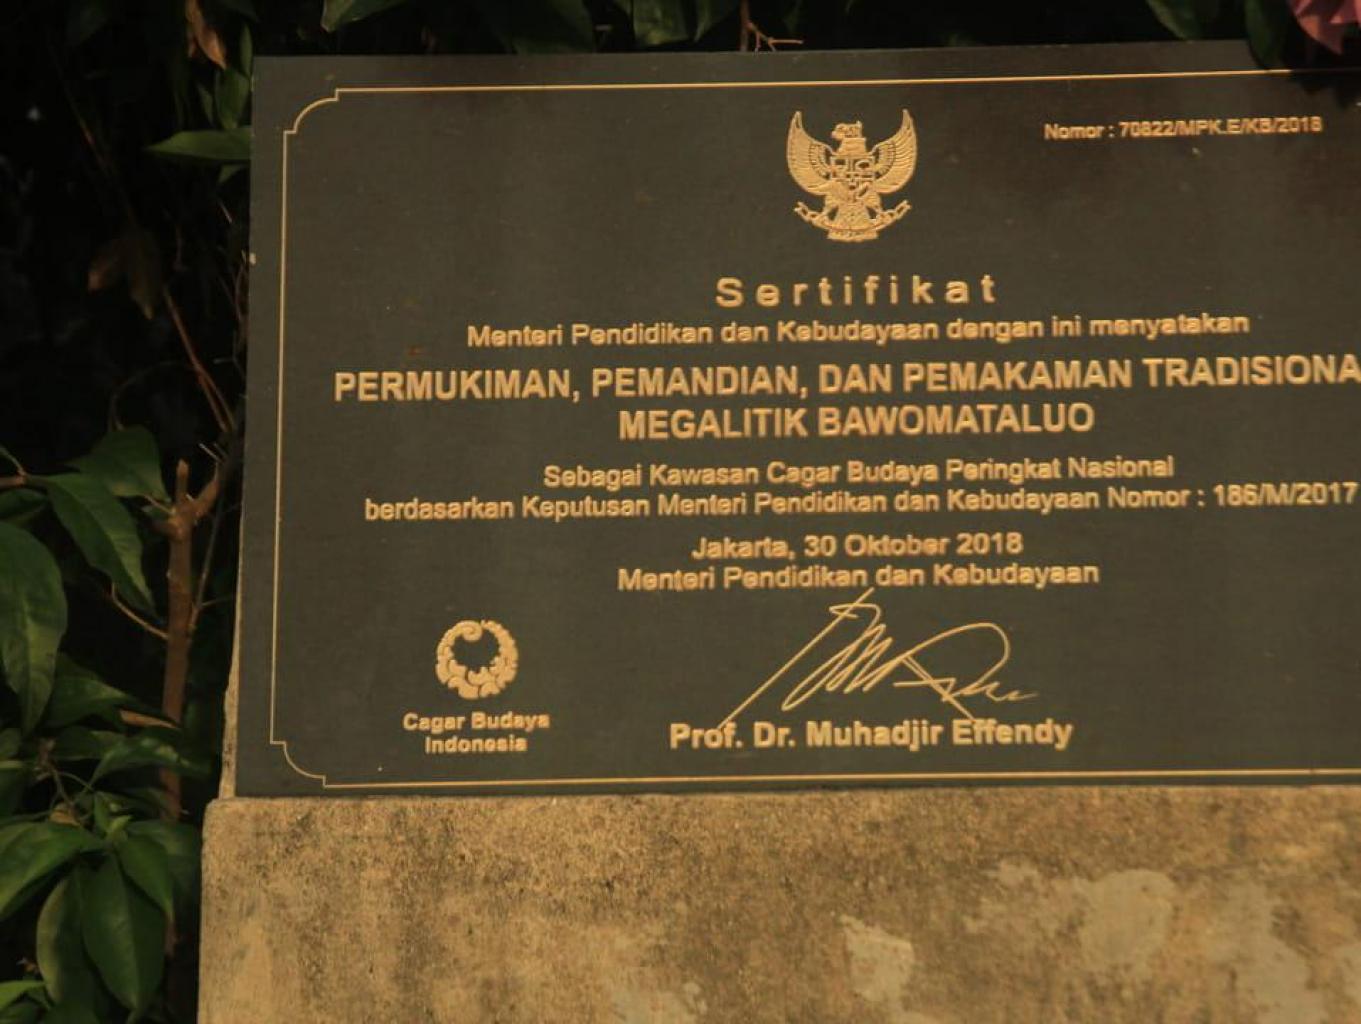 Nomor : 70822/MPK.E/KB/2018
Sertifikat
Menteri Pendidikan dan Kebudayaan dengan ini menyatakan
PERMUKIMAN, PEMANDIAN, DAN PEMAKAMAN TRADISIONA
MEGALITIK BAWOMATALUO
Sebagai Kawasan Cagar Budaya Peringkat Nasional
berdasarkan Keputusan Menteri Pendidikan dan Kebudayaan Nomor : 186/M/2017
Jakarta, 30 Oktober 2018
Menteri Pendidikan dan Kebudayaan
Prof. Dr. Muhadjir Effendy
Cagar Budaya
Indonesia